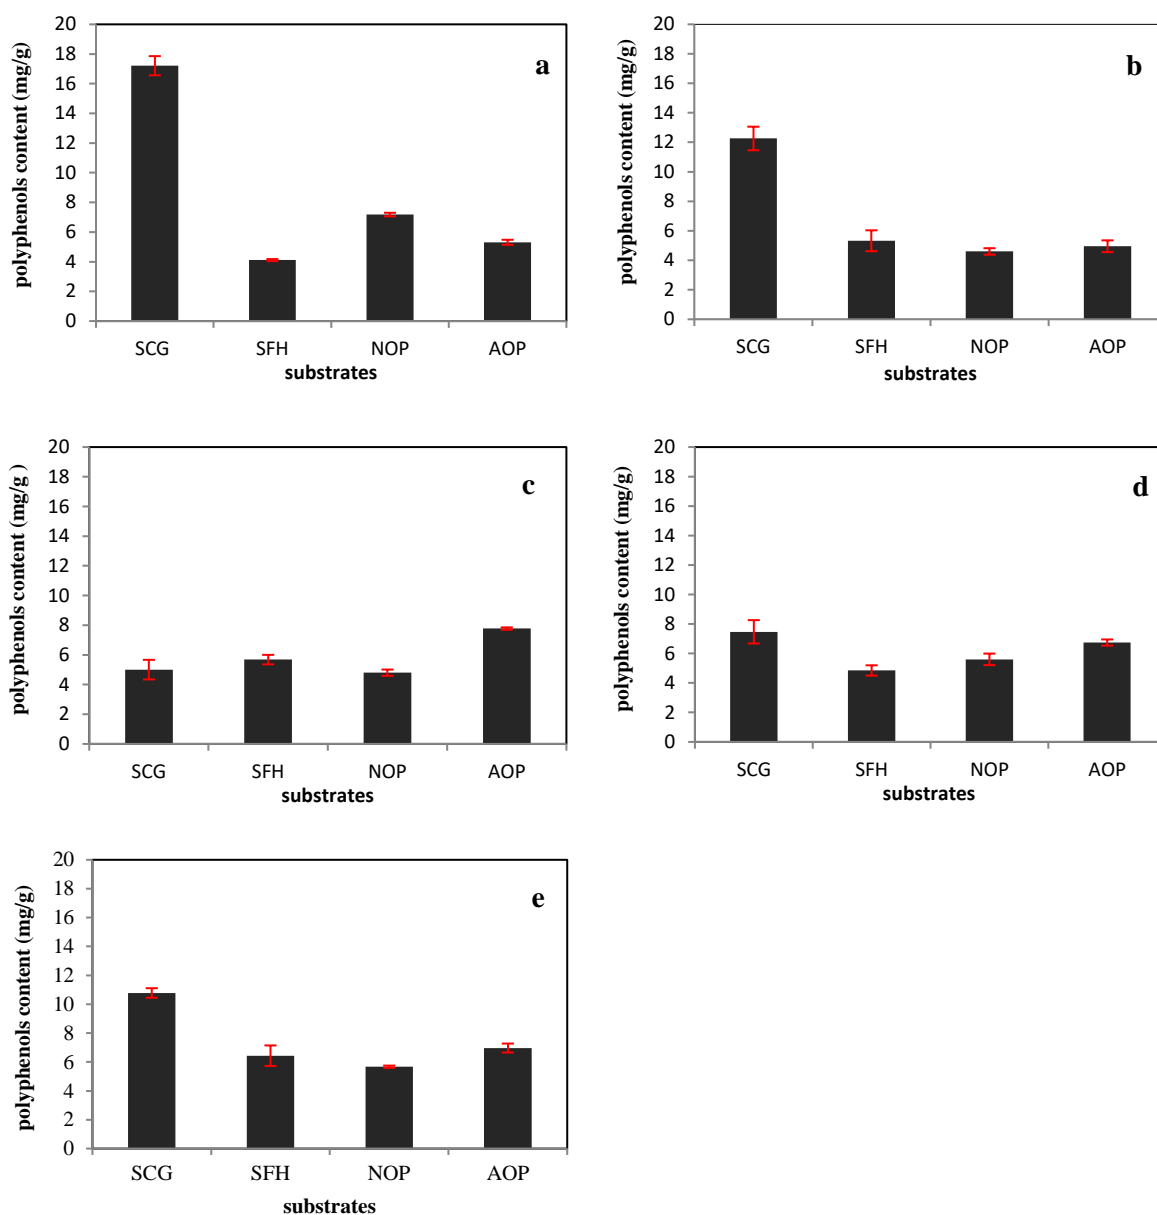 polyphenols content (mg/g)
20
18
16
14
12
10
8
6
4
2
0
a
SCG SFH NOP AOP
substrates
polyphenols content (mg/g)
20
18
16
14
12
10
8
6
4
2
0
b
SCG SFH NOP AOP
substrates
polyphenols content (mg/g )
20
18
16
14
12
10
8
6
4
2
0
c
SCG SFH NOP AOP
substrates
polyphenols content (mg/g)
20
18
16
14
12
10
8
6
4
2
0
d
SCG SFH NOP AOP
substrates
polyphenols content (mg/g)
20
18
16
14
12
10
8
6
4
2
0
e
SCG SFH NOP AOP
substrates